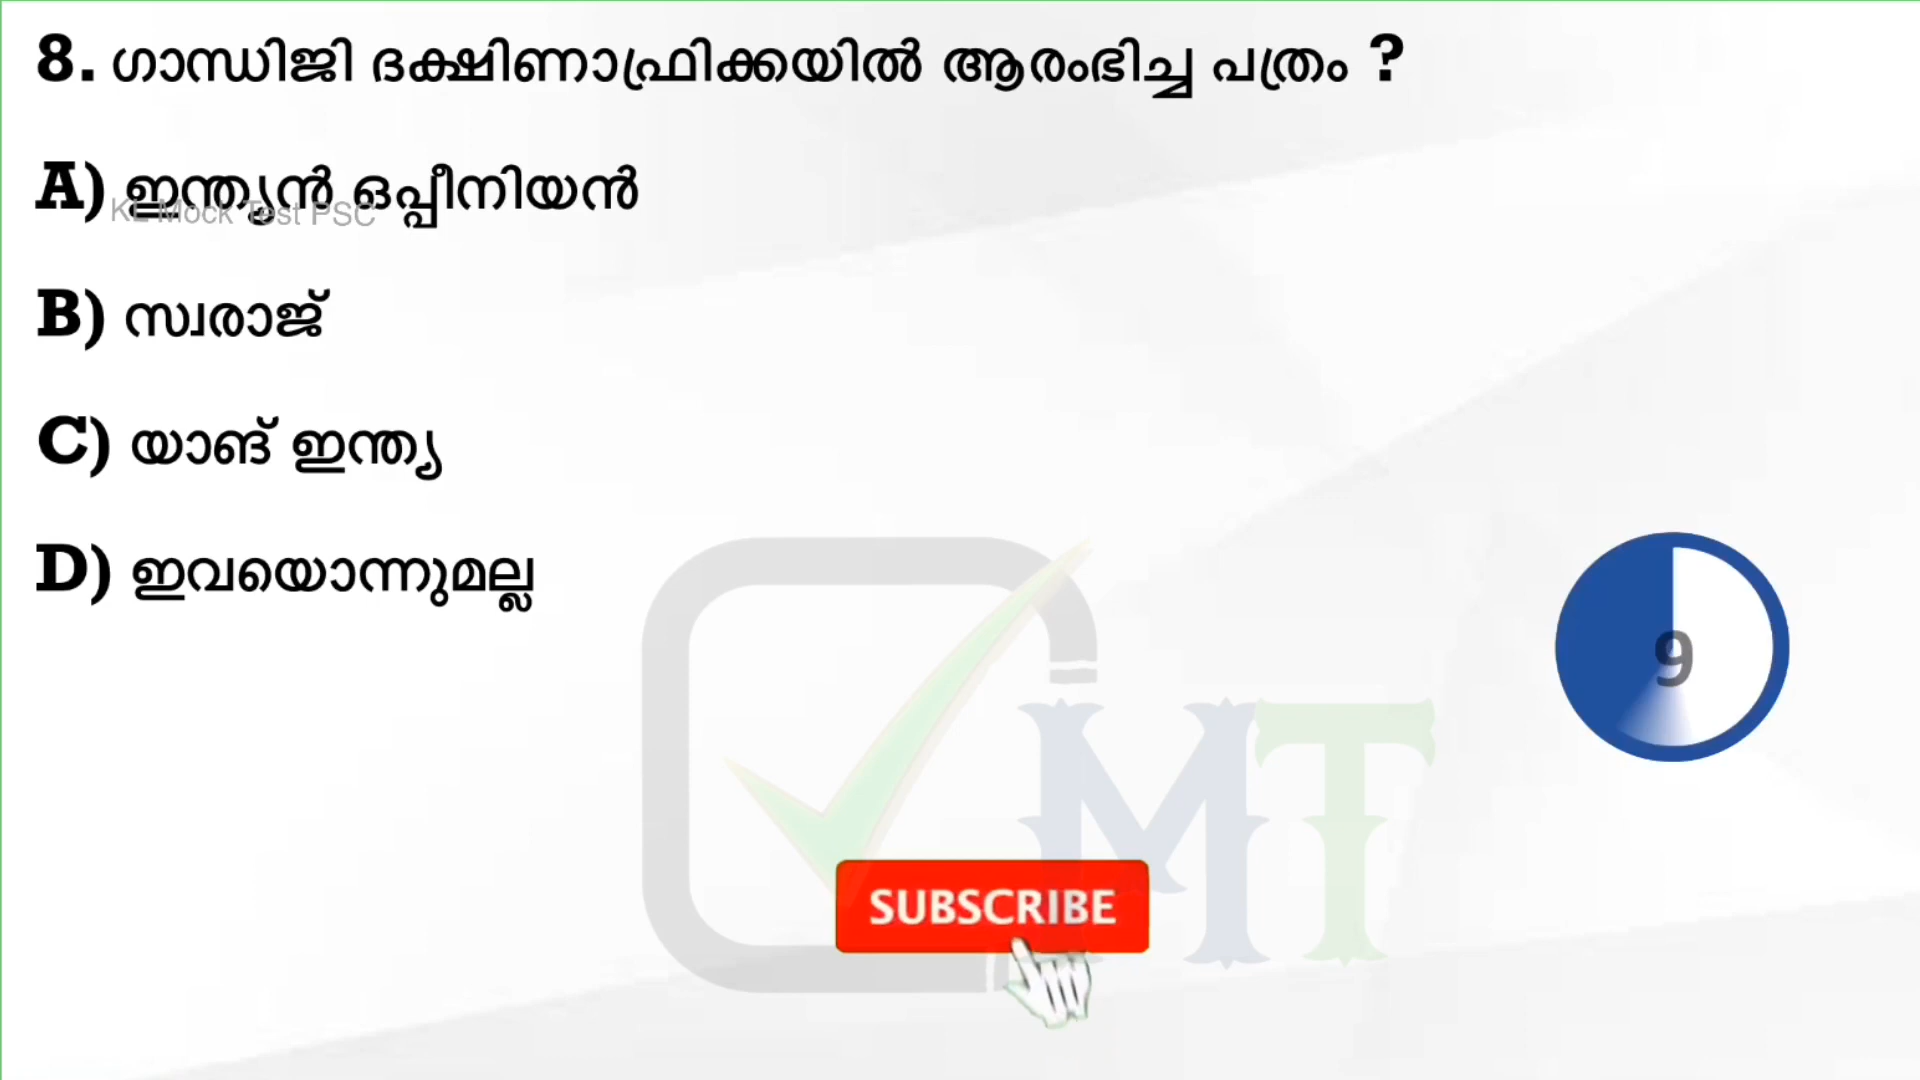 8. ഗാന്ധിജി ദക്ഷിണാഫ്രിക്കയിൽ ആരംഭിച്ച പത്രം ?
A) ഇന്ത്യൻ ഒപ്പീനിയൻ
KL Mock Test PSC
B) സ്വരാജ്
C) യാങ് ഇന്ത്യ
D) ഇവയൊന്നുമല്ല
9
MT
SUBSCRIBE